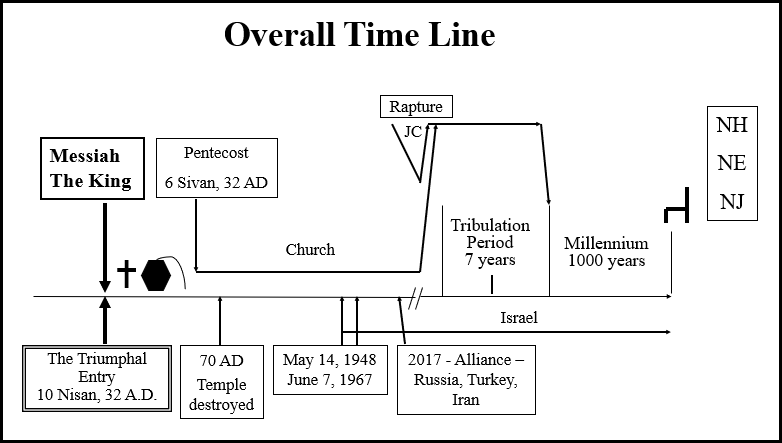 Overall Time Line
Rapture
JC
NH
NE
NJ
Messiah
The King
Pentecost
6 Sivan, 32 AD
Church
Tribulation
Period
7 years
Millennium
1000 years
Israel
The Triumphal
Entry
10 Nisan, 32 A.D.
70 AD
Temple
destroyed
May 14, 1948
June 7, 1967
2017 - Alliance –
Russia, Turkey,
Iran